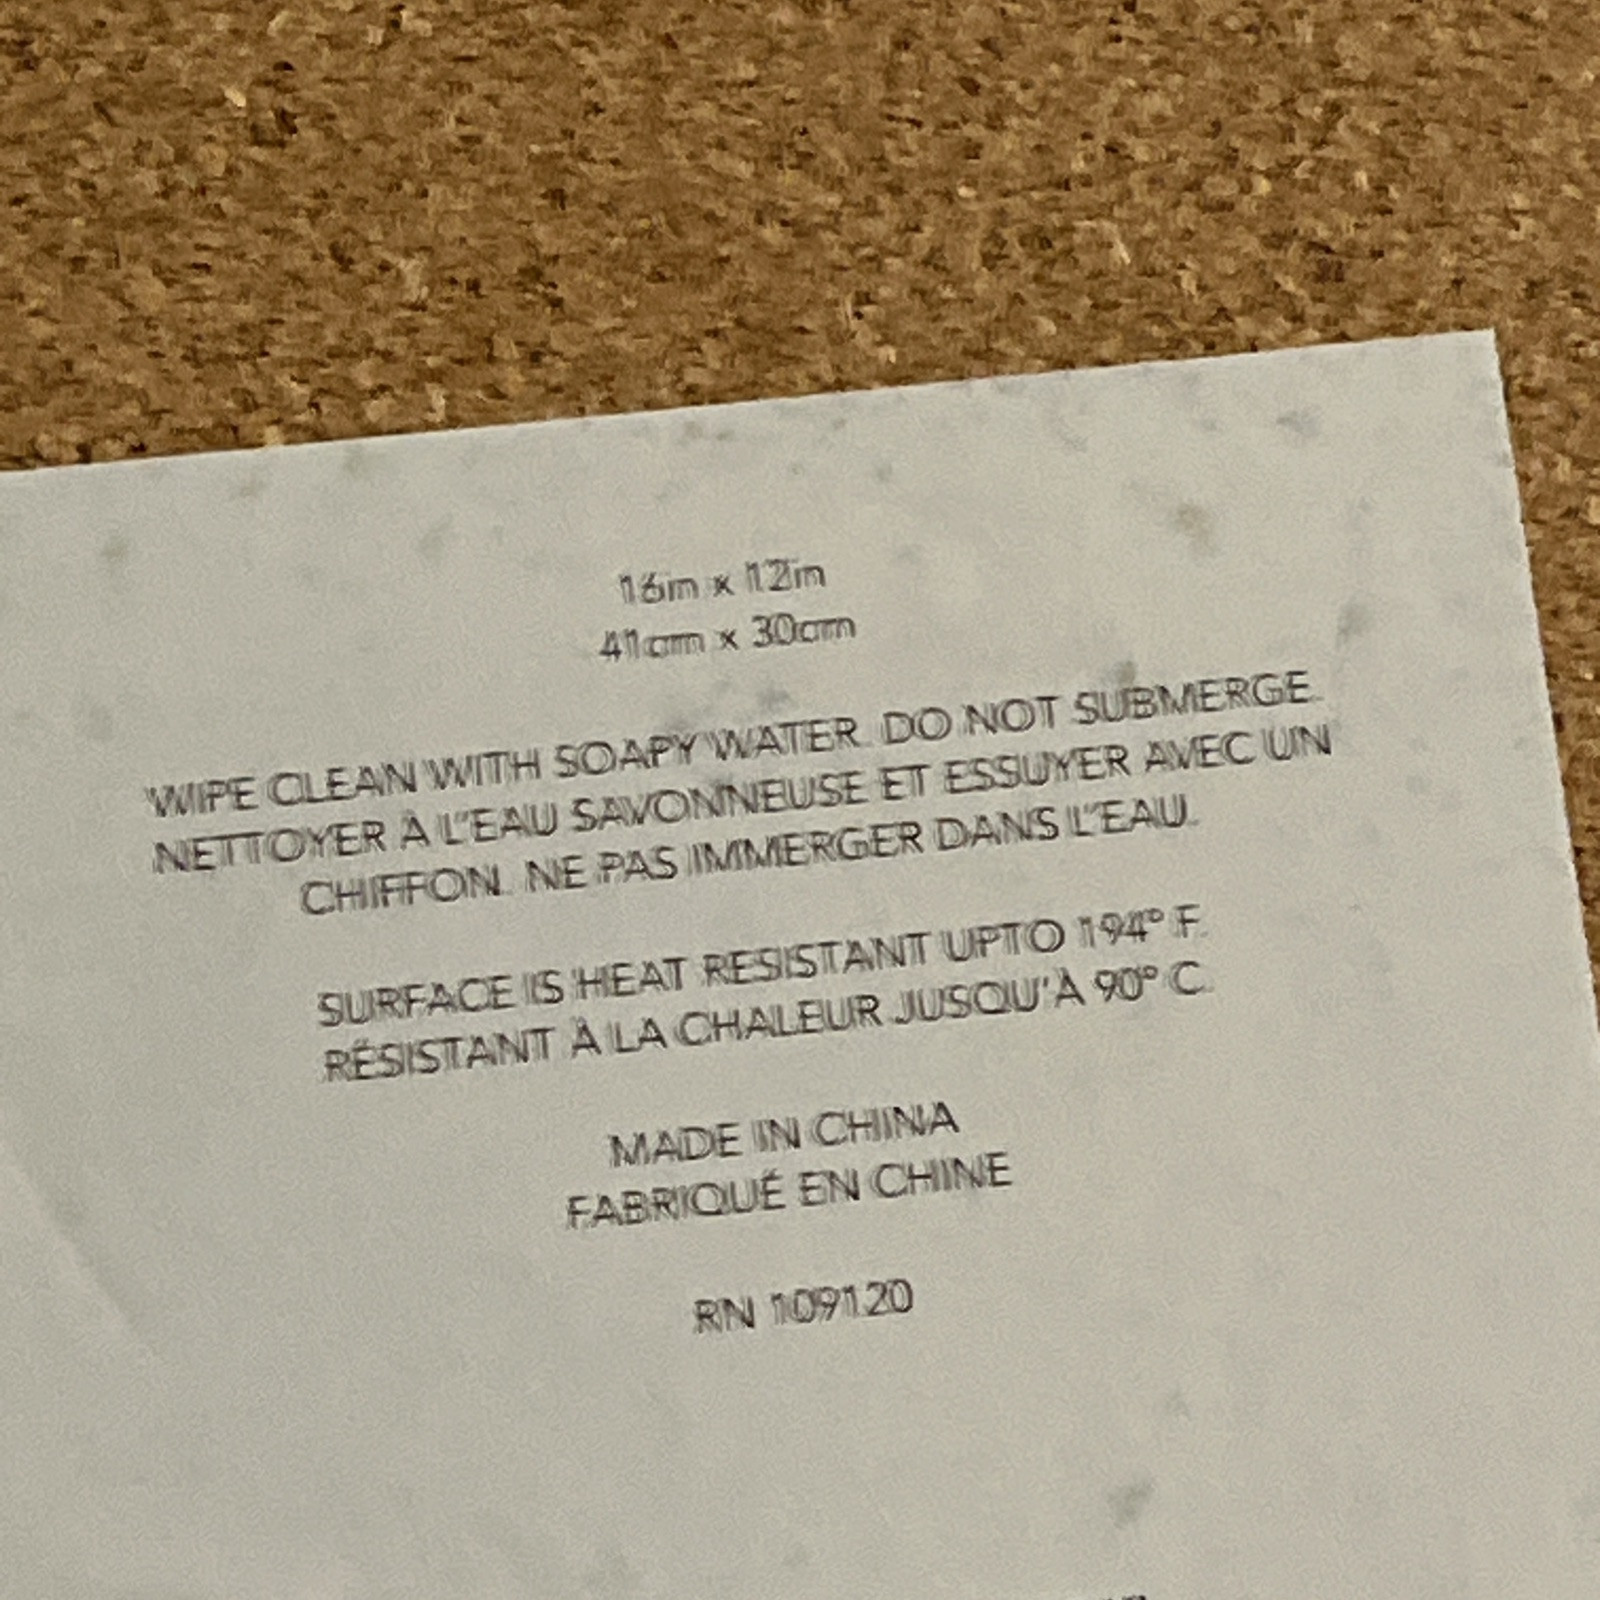 16in x 12in
41cm x 30cm
WIPE CLEAN WITH SOAPY WATER. DO NOT SUBMERGE.
NETTOYER À L'EAU SAVONNEUSE ET ESSUYER AVEC UN
CHIFFON. NE PAS IMMERGER DANS L'EAU.
SURFACE IS HEAT RESISTANT UPTO 194° F.
RÉSISTANT À LA CHALEUR JUSQU'À 90° C.
MADE IN CHINA
FABRIQUÉ EN CHINE
RN 109120